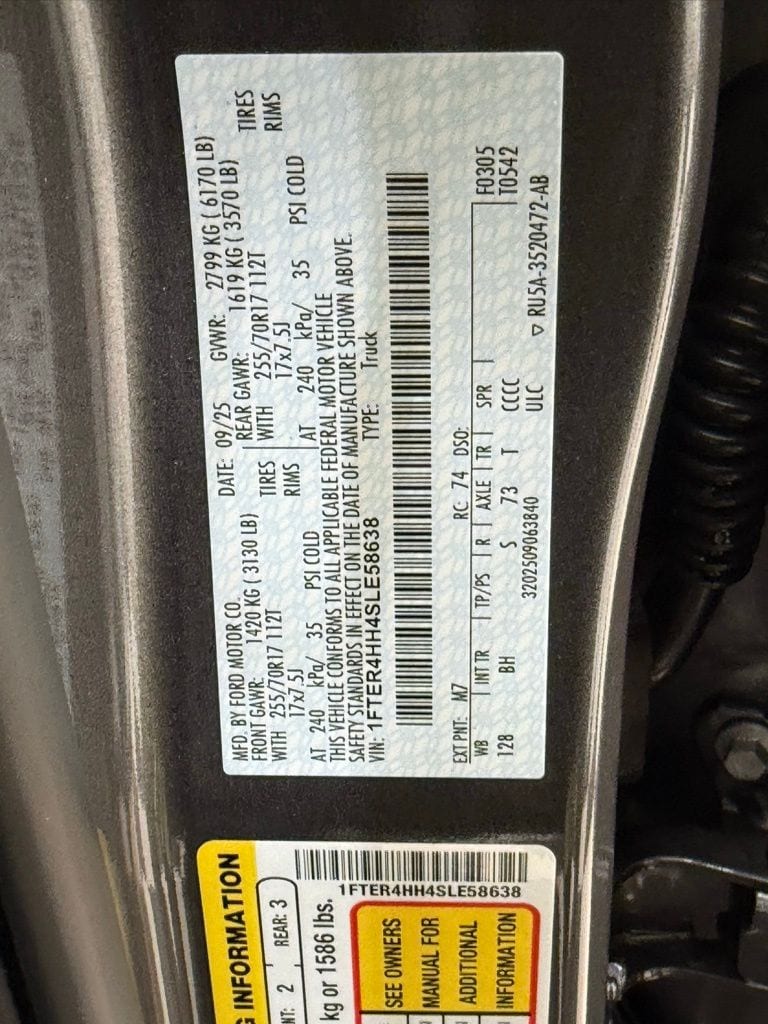 MFD. BY FORD MOTOR CO. DATE: 09/25 GVWR: 2799 KG ( 6170 LB)
FRONT GAWR: 1420 KG ( 3130 LB) REAR GAWR: 1619 KG ( 3570 LB)
WITH 255/70R17 112T TIRES WITH 255/70R17 112T TIRES
17x7.5J RIMS 17x7.5J RIMS
AT 240 kPa/ 35 PSI COLD AT 240 kPa/ 35 PSI COLD
THIS VEHICLE CONFORMS TO ALL APPLICABLE FEDERAL MOTOR VEHICLE
SAFETY STANDARDS IN EFFECT ON THE DATE OF MANUFACTURE SHOWN ABOVE.
VIN: 1FTER4HH4SLE58638 TYPE: Truck
EXT PNT: M7 RC: 74 DSO:
WB INT TR TP/PS R AXLE TR SPR F0305
128 BH S 73 T CCCC T0542
3202509063840 ULC ▽ RU5A-3520472-AB
G INFORMATION
NT: 2 REAR: 3
kg or 1586 lbs.
1FTER4HH4SLE58638
SEE OWNERS
MANUAL FOR
ADDITIONAL
INFORMATION